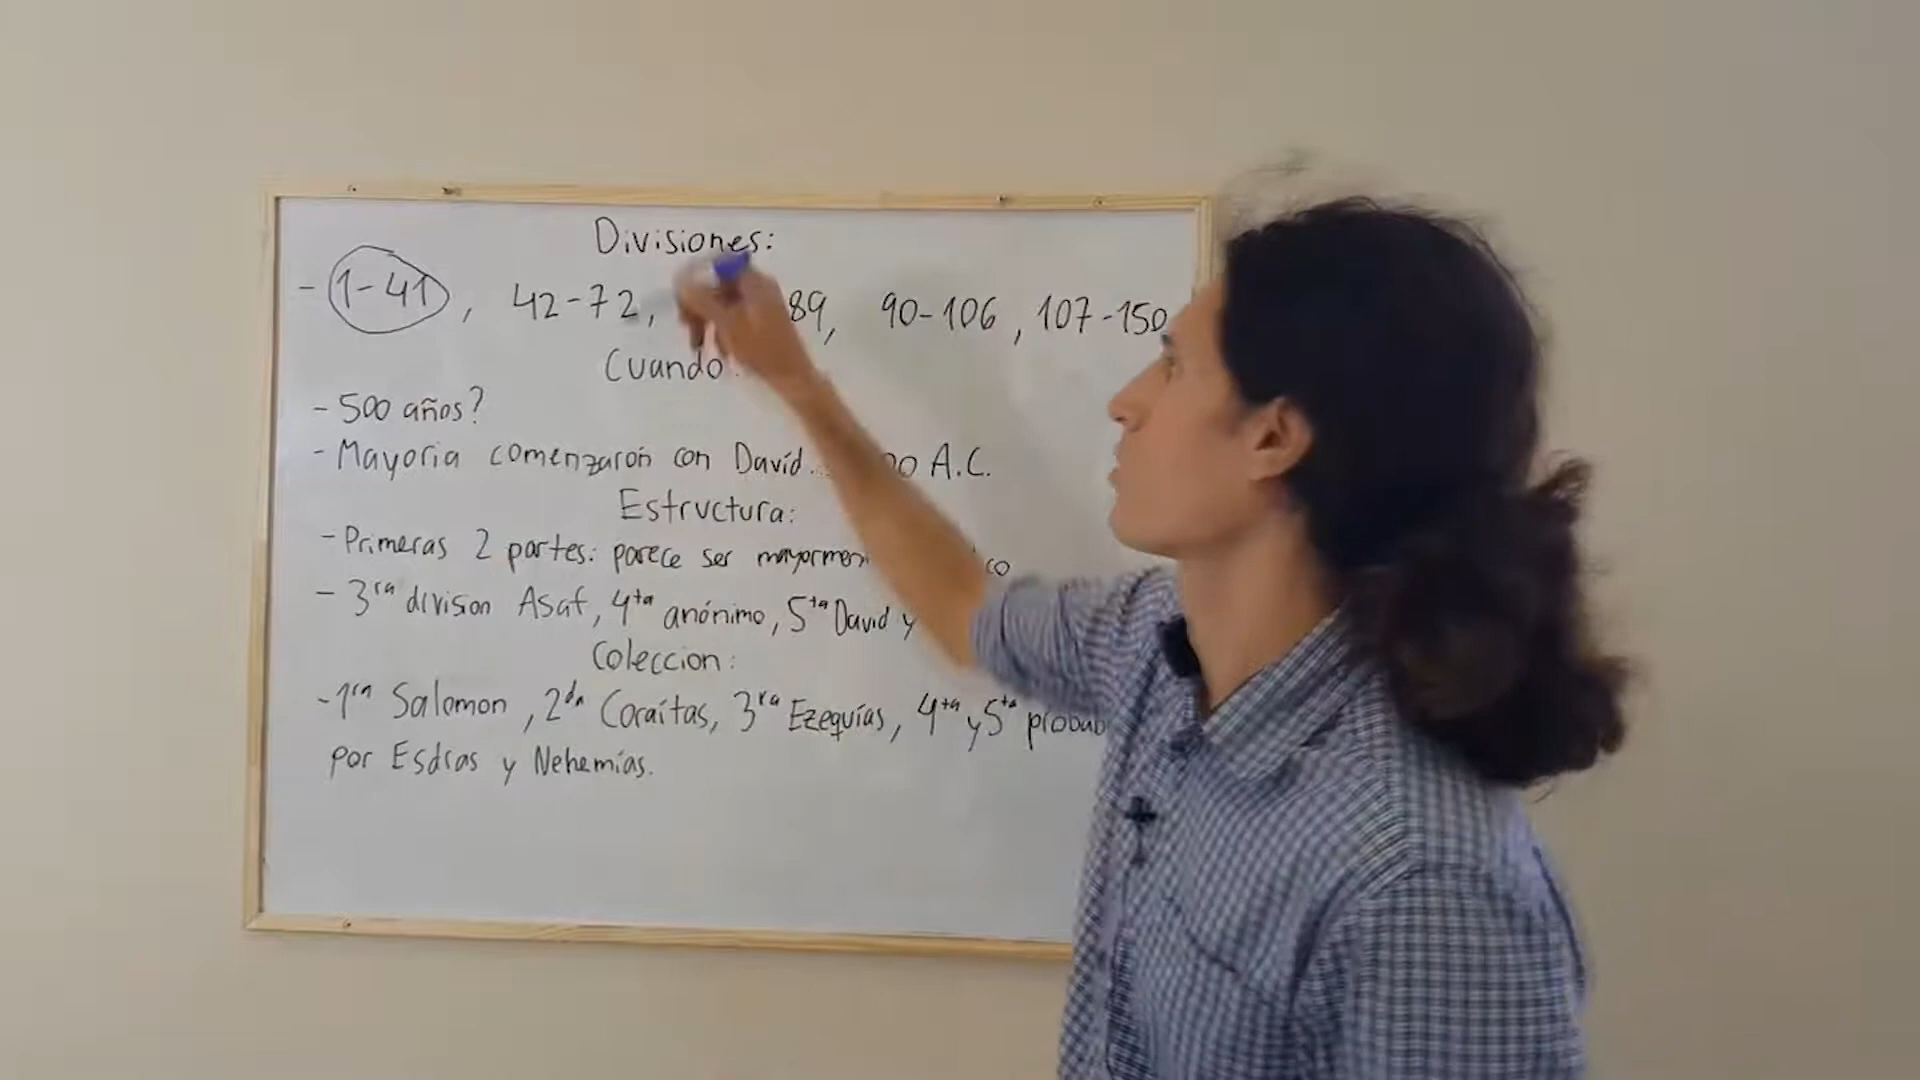 Divisiones:
- 1-41, 42-72, 89, 90-106, 107-150
Cuando
- 500 años?
- Mayoria comenzarón con Davíd... A.C.
Estructura:
- Primeras 2 partes: parece ser
- 3ra divison Asaf, 4ta anónimo, 5ta David y
Coleccion:
- 1ra Salomon, 2da Coraítas, 3ra Ezequías, 4ta y 5ta
por Esdras y Nehemías.